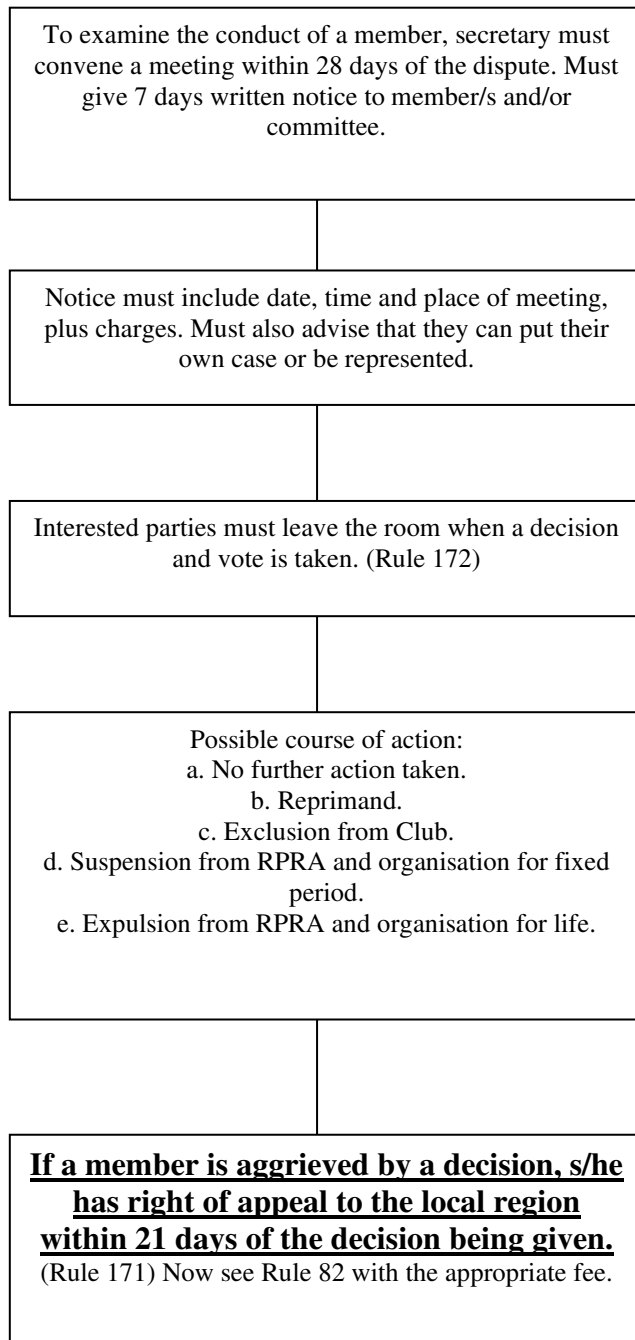 To examine the conduct of a member, secretary must
convene a meeting within 28 days of the dispute. Must
give 7 days written notice to member/s and/or
committee.
Notice must include date, time and place of meeting,
plus charges. Must also advise that they can put their
own case or be represented.
Interested parties must leave the room when a decision
and vote is taken. (Rule 172)
Possible course of action:
a. No further action taken.
b. Reprimand.
c. Exclusion from Club.
d. Suspension from RPRA and organisation for fixed
period.
e. Expulsion from RPRA and organisation for life.
If a member is aggrieved by a decision, s/he
has right of appeal to the local region
within 21 days of the decision being given.
(Rule 171) Now see Rule 82 with the appropriate fee.